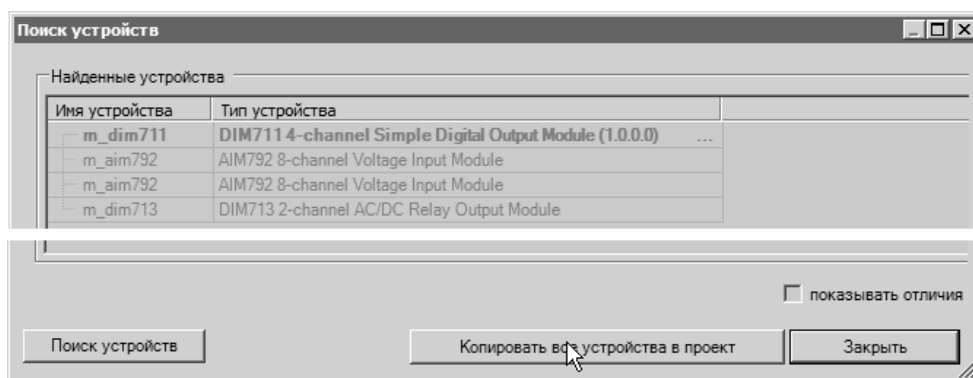 Поиск устройств
Найденные устройства
Имя устройства Тип устройства
m_dim711 DIM711 4-channel Simple Digital Output Module (1.0.0.0) ...
m_aim792 AIM792 8-channel Voltage Input Module
m_aim792 AIM792 8-channel Voltage Input Module
m_dim713 DIM713 2-channel AC/DC Relay Output Module
показывать отличия
Поиск устройств Копировать все устройства в проект Закрыть